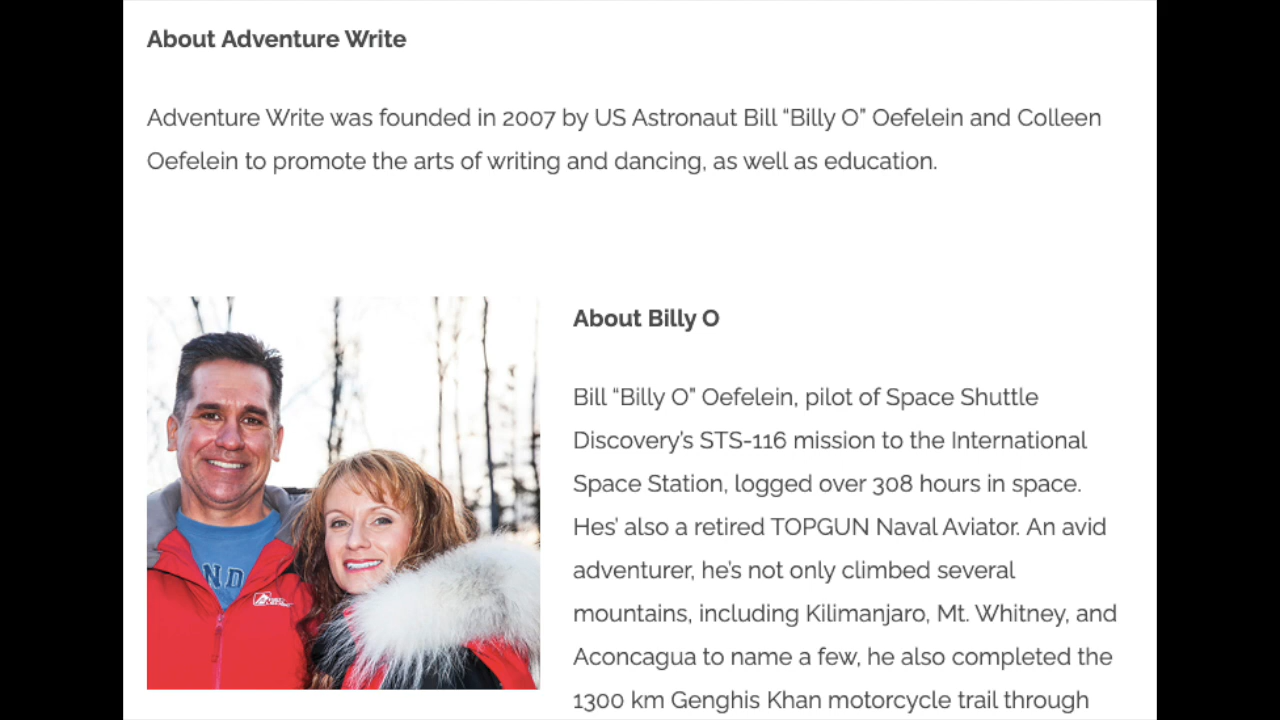 About Adventure Write
Adventure Write was founded in 2007 by US Astronaut Bill “Billy O” Oefelein and Colleen
Oefelein to promote the arts of writing and dancing, as well as education.
About Billy O
Bill “Billy O” Oefelein, pilot of Space Shuttle
Discovery’s STS-116 mission to the International
Space Station, logged over 308 hours in space.
Hes’ also a retired TOPGUN Naval Aviator. An avid
adventurer, he’s not only climbed several
mountains, including Kilimanjaro, Mt. Whitney, and
Aconcagua to name a few, he also completed the
1300 km Genghis Khan motorcycle trail through
ND